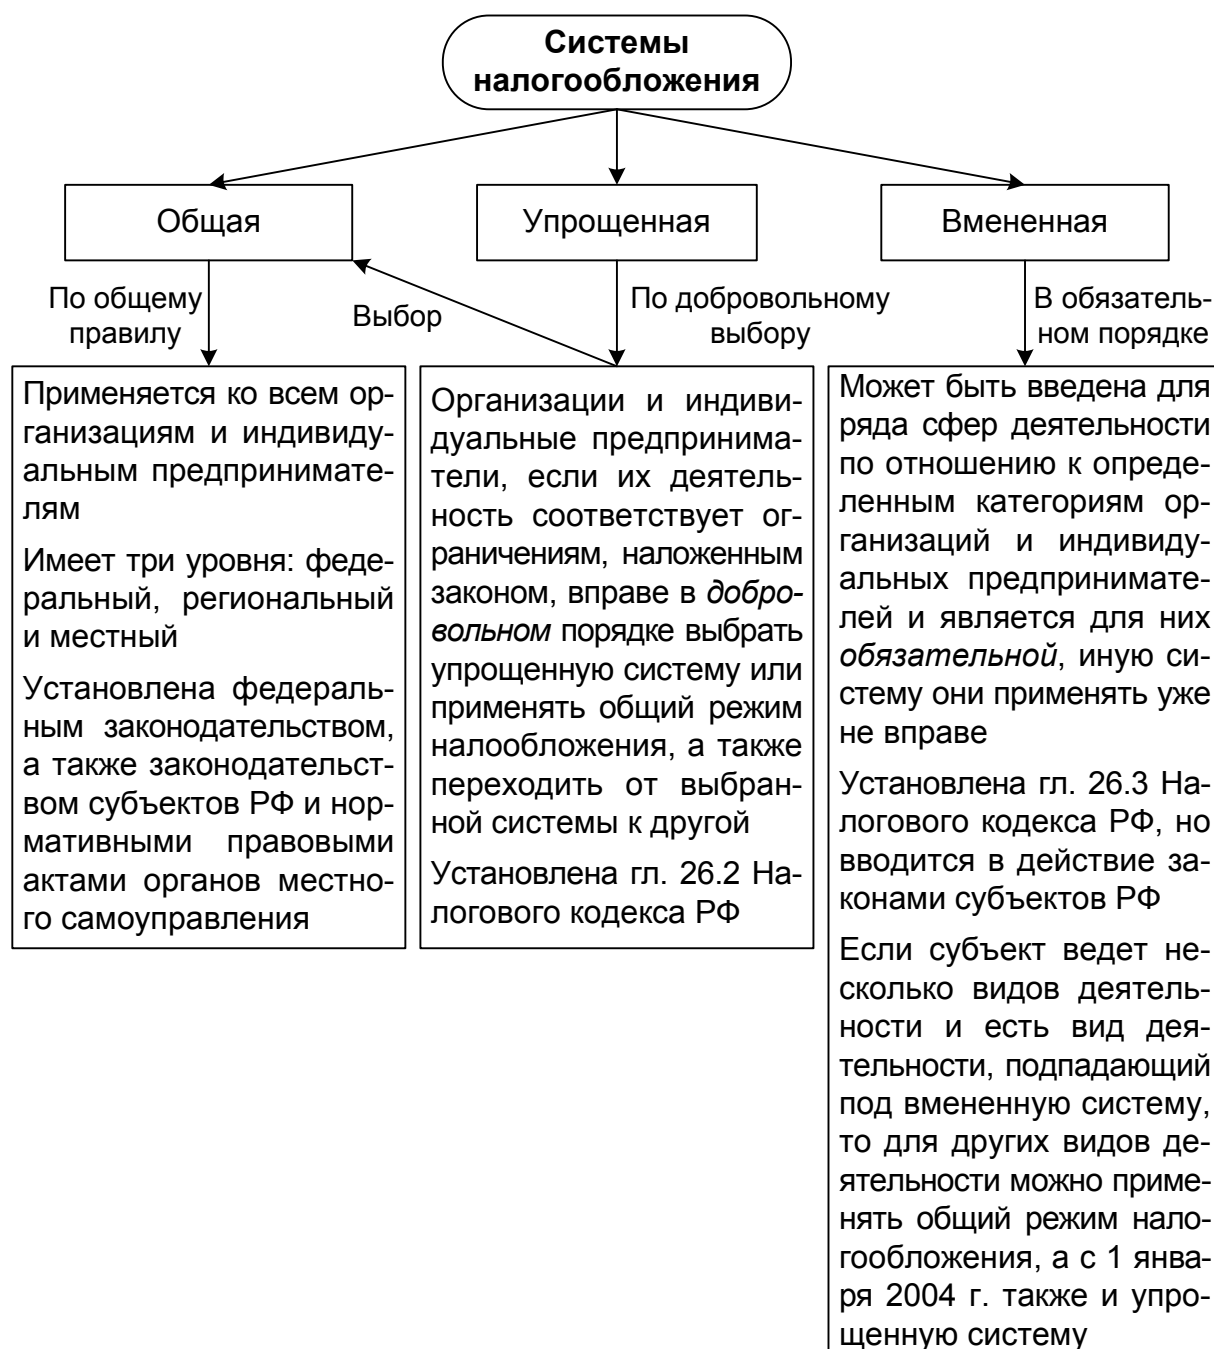 Системы
налогообложения
Общая
Упрощенная
Вмененная
По общему
правилу
Выбор
По добровольному
выбору
В обязатель-
ном порядке
Применяется ко всем ор-
ганизациям и индивиду-
альным предпринимате-
лям
Имеет три уровня: феде-
ральный, региональный
и местный
Установлена федераль-
ным законодательством,
а также законодательст-
вом субъектов РФ и нор-
мативными правовыми
актами органов местно-
го самоуправления
Организации и индиви-
дуальные предпринима-
тели, если их деятель-
ность соответствует ог-
раничениям, наложенным
законом, вправе в добро-
вольном порядке выбрать
упрощенную систему или
применять общий режим
налообложения, а также
переходить от выбран-
ной системы к другой
Установлена гл. 26.2 На-
логового кодекса РФ
Может быть введена для
ряда сфер деятельности
по отношению к опреде-
ленным категориям ор-
ганизаций и индивиду-
альных предпринимате-
лей и является для них
обязательной, иную си-
стему они применять уже
не вправе
Установлена гл. 26.3 На-
логового кодекса РФ, но
вводится в действие за-
конами субъектов РФ
Если субъект ведет не-
сколько видов деятель-
ности и есть вид дея-
тельности, подпадающий
под вмененную систему,
то для других видов де-
ятельности можно приме-
нять общий режим нало-
гообложения, а с 1 янва-
ря 2004 г. также и упро-
щенную систему